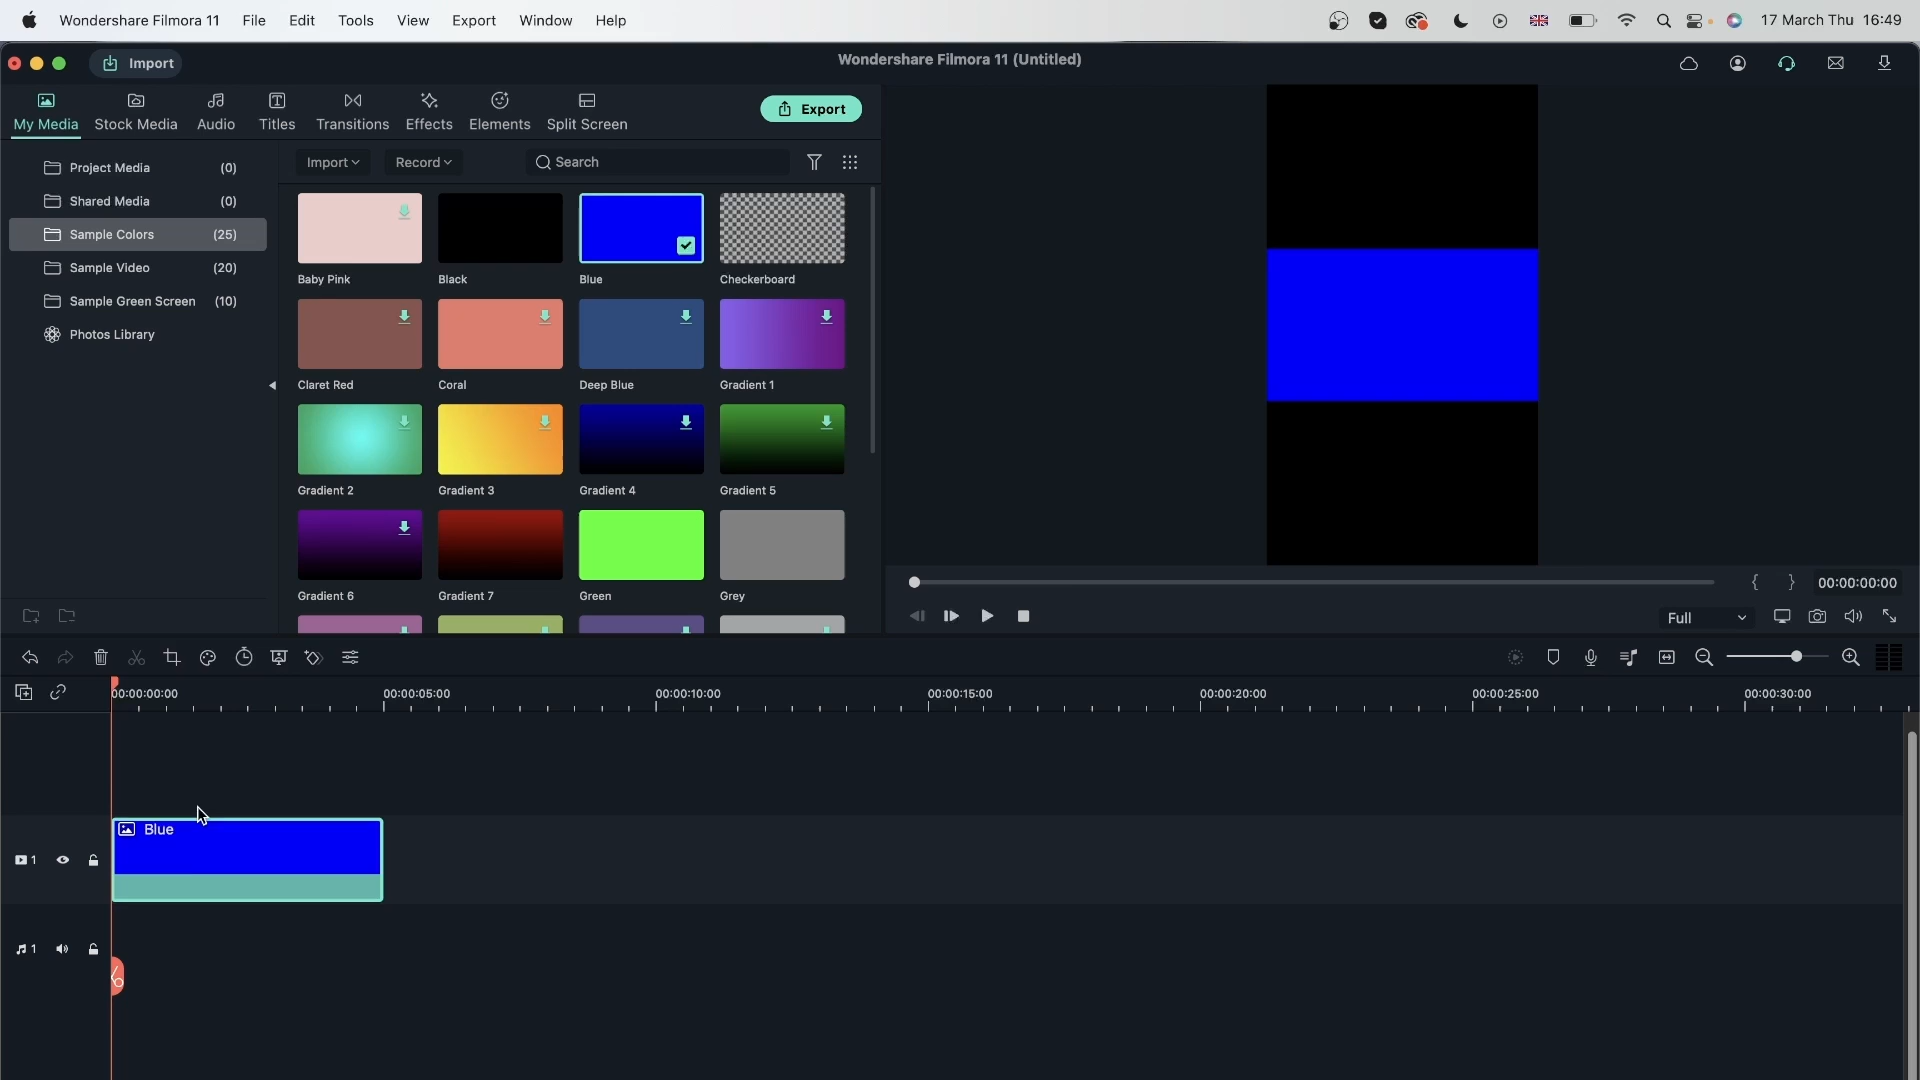 Wondershare Filmora 11 File Edit Tools View Export Window Help 17 March Thu 16:49
Import Wondershare Filmora 11 (Untitled)
My Media Stock Media Audio Titles Transitions Effects Elements Split Screen Export
Import Record Search
Project Media (0)
Shared Media (0)
Sample Colors (25)
Sample Video (20)
Sample Green Screen (10)
Photos Library
Baby Pink Black Blue Checkerboard
Claret Red Coral Deep Blue Gradient 1
Gradient 2 Gradient 3 Gradient 4 Gradient 5
Gradient 6 Gradient 7 Green Grey
{ } 00:00:00:00
Full
00:00:00:00 00:00:05:00 00:00:10:00 00:00:15:00 00:00:20:00 00:00:25:00 00:00:30:00
Blue
1
1